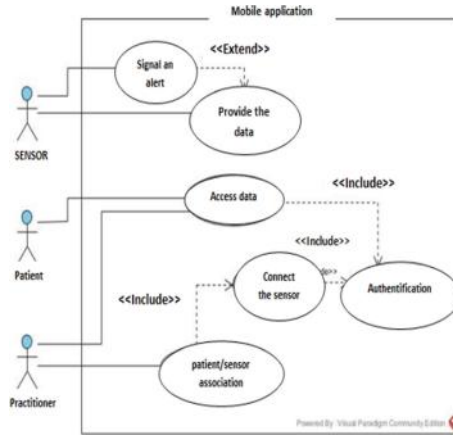 Mobile application
<<Extend>>
Signal an
alert
Provide the
data
SENSOR
Access data
<<Include>>
Patient
<<Include>>
Connect
the sensor
de>>
Authentification
<<Include>>
patient/sensor
association
Practitioner
Powered By Visual Paradigm Community Edition